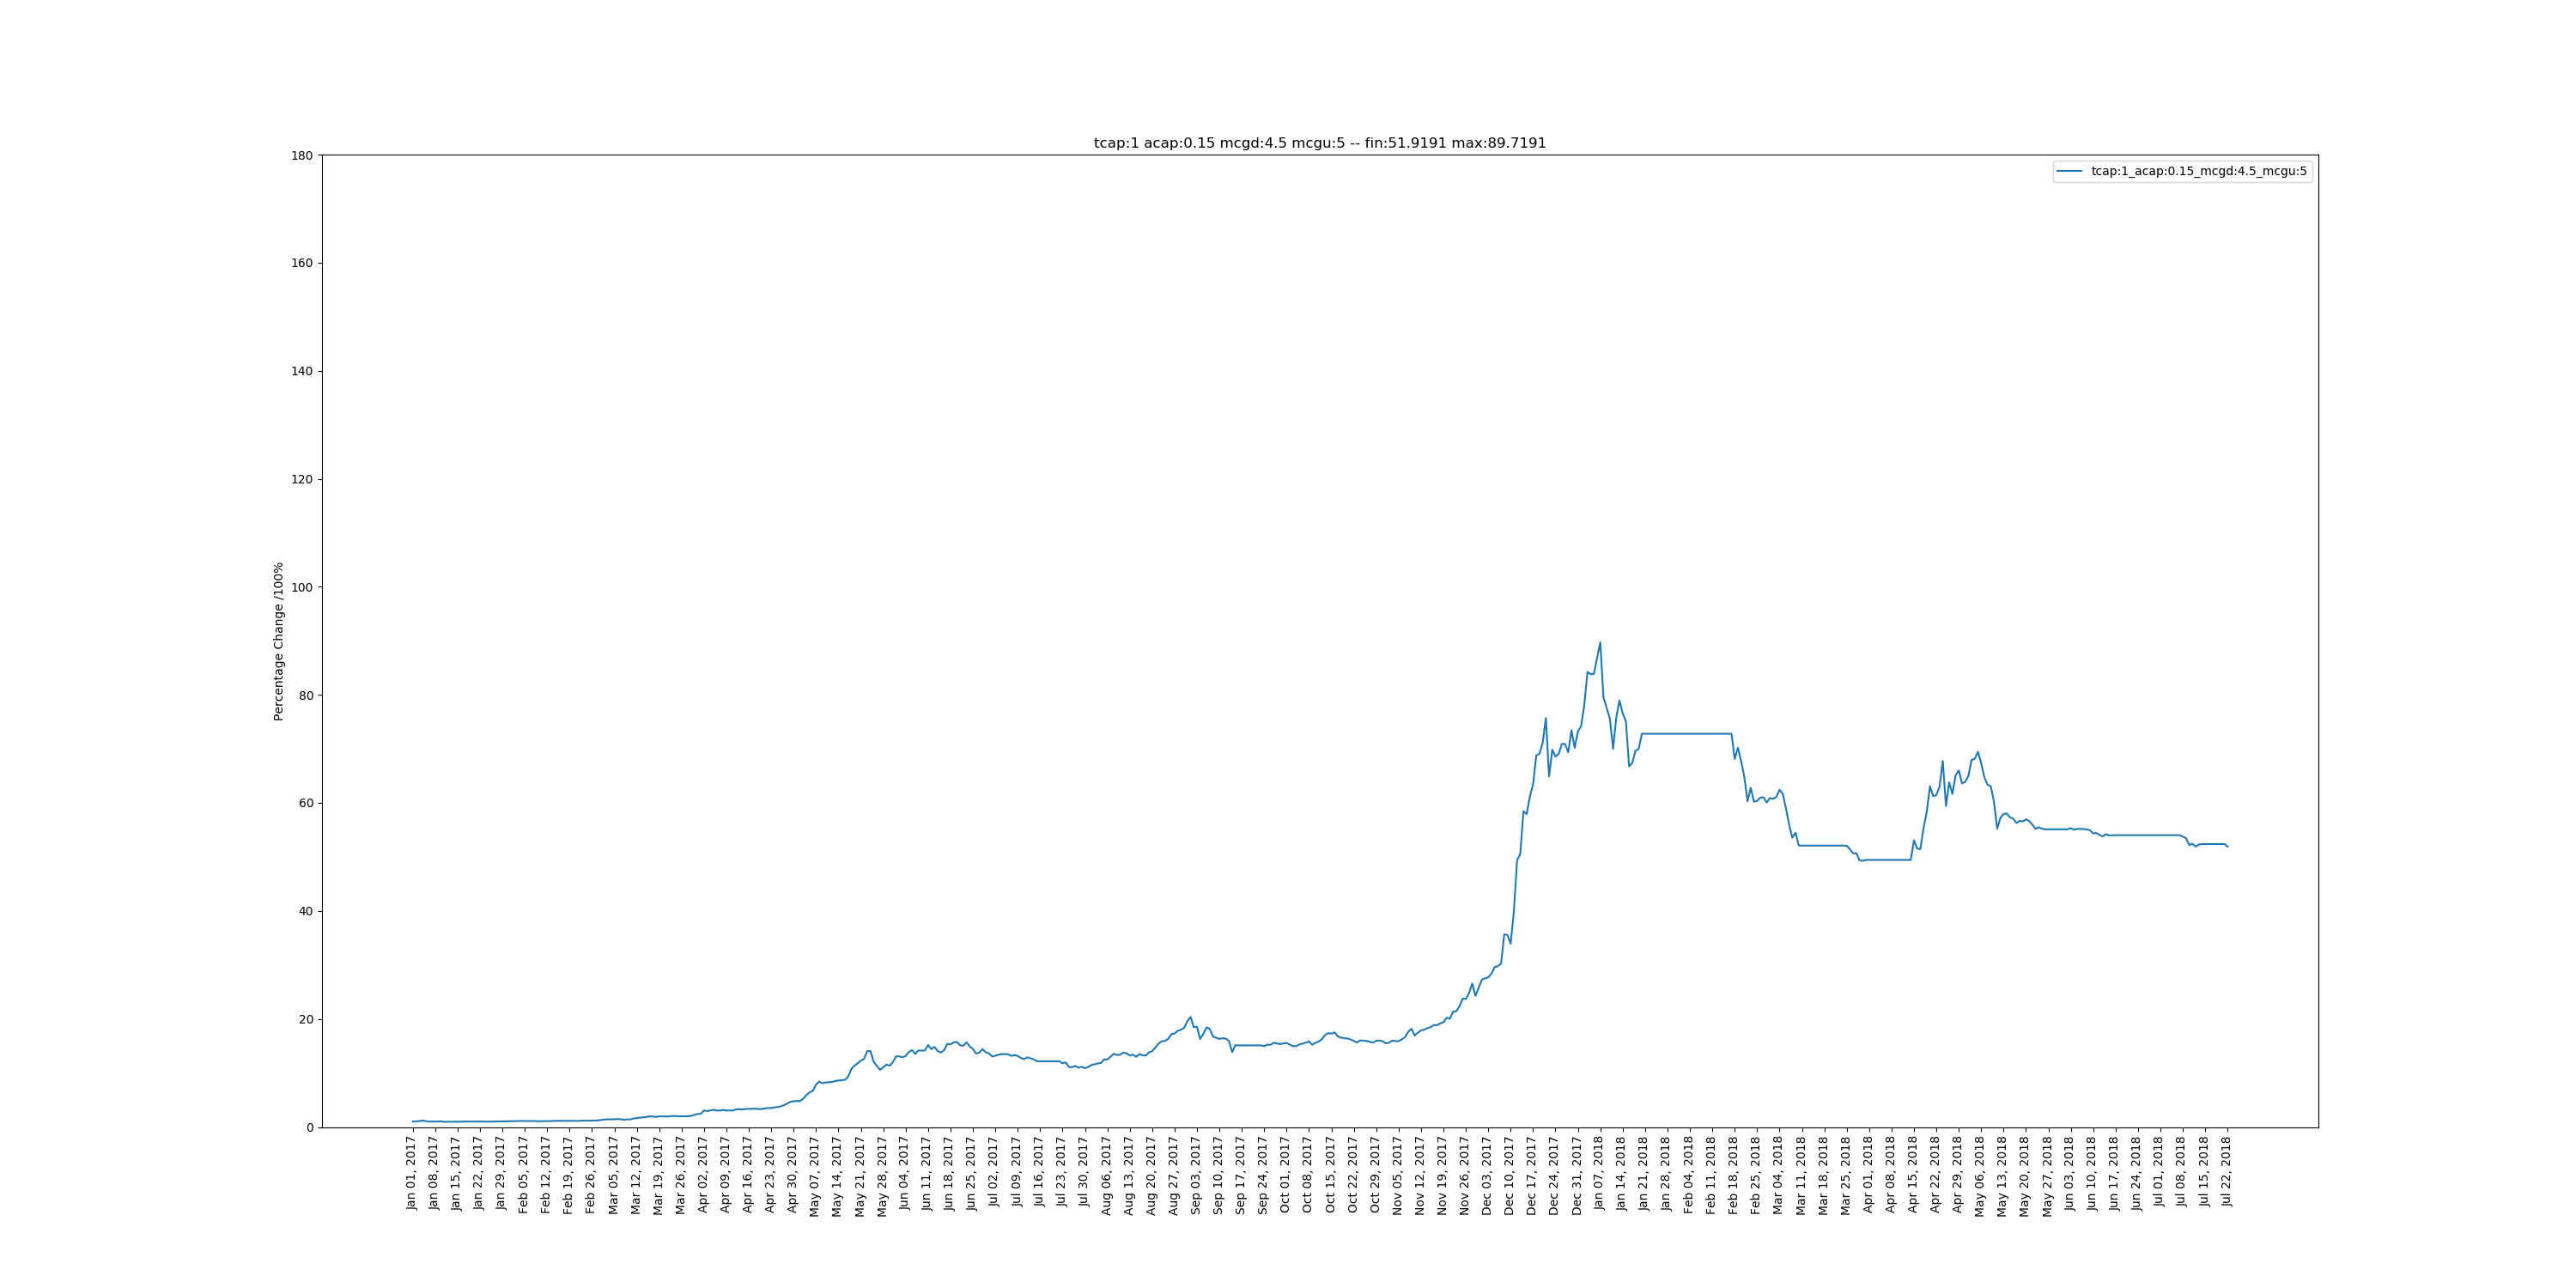 tcap:1 acap:0.15 mcgd:4.5 mcgu:5 -- fin:51.9191 max:89.7191
tcap:1_acap:0.15_mcgd:4.5_mcgu:5
180
160
140
120
100
80
60
40
20
0
Percentage Change /100%
Jan 01, 2017
Jan 08, 2017
Jan 15, 2017
Jan 22, 2017
Jan 29, 2017
Feb 05, 2017
Feb 12, 2017
Feb 19, 2017
Feb 26, 2017
Mar 05, 2017
Mar 12, 2017
Mar 19, 2017
Mar 26, 2017
Apr 02, 2017
Apr 09, 2017
Apr 16, 2017
Apr 23, 2017
Apr 30, 2017
May 07, 2017
May 14, 2017
May 21, 2017
May 28, 2017
Jun 04, 2017
Jun 11, 2017
Jun 18, 2017
Jun 25, 2017
Jul 02, 2017
Jul 09, 2017
Jul 16, 2017
Jul 23, 2017
Jul 30, 2017
Aug 06, 2017
Aug 13, 2017
Aug 20, 2017
Aug 27, 2017
Sep 03, 2017
Sep 10, 2017
Sep 17, 2017
Sep 24, 2017
Oct 01, 2017
Oct 08, 2017
Oct 15, 2017
Oct 22, 2017
Oct 29, 2017
Nov 05, 2017
Nov 12, 2017
Nov 19, 2017
Nov 26, 2017
Dec 03, 2017
Dec 10, 2017
Dec 17, 2017
Dec 24, 2017
Dec 31, 2017
Jan 07, 2018
Jan 14, 2018
Jan 21, 2018
Jan 28, 2018
Feb 04, 2018
Feb 11, 2018
Feb 18, 2018
Feb 25, 2018
Mar 04, 2018
Mar 11, 2018
Mar 18, 2018
Mar 25, 2018
Apr 01, 2018
Apr 08, 2018
Apr 15, 2018
Apr 22, 2018
Apr 29, 2018
May 06, 2018
May 13, 2018
May 20, 2018
May 27, 2018
Jun 03, 2018
Jun 10, 2018
Jun 17, 2018
Jun 24, 2018
Jul 01, 2018
Jul 08, 2018
Jul 15, 2018
Jul 22, 2018